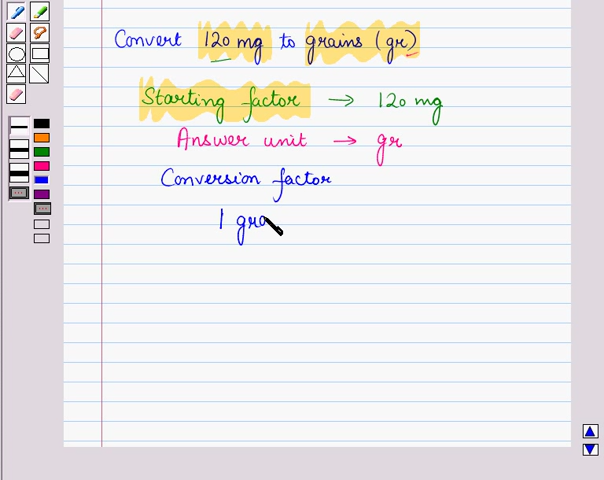 Convert 120 mg to grains (gr)
Starting factor → 120 mg
Answer unit → gr
Conversion factor
1 gra